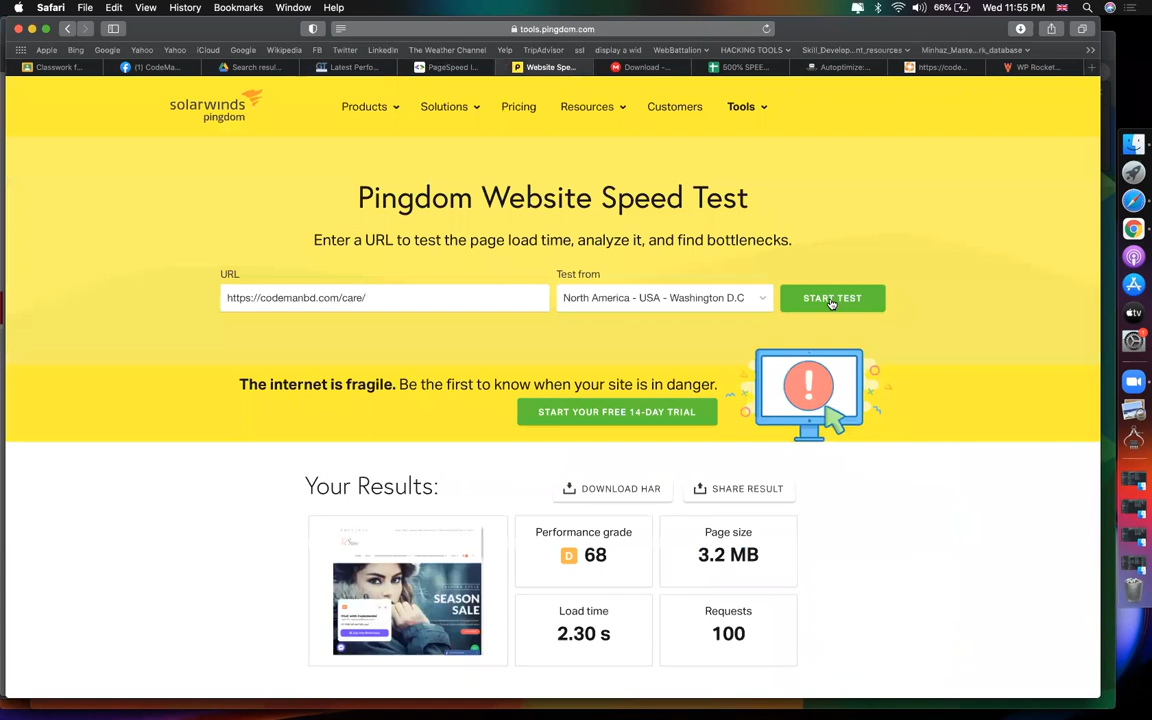 Safari File Edit View History Bookmarks Window Help 66% Wed 11:55 PM
tools.pingdom.com
Apple Bing Google Yahoo Yahoo iCloud Google Wikipedia FB Twitter LinkedIn The Weather Channel Yelp TripAdvisor ssl display a wid WebBattalion HACKING TOOLS Skill_Develop...nt_resources Minhaz_Maste...rk_database
Classwork f... (1) CodeMa... Search resul... Latest Perfo... PageSpeed I... Website Spe... Download -... 500% SPEE... Autoptimize:... https://code... WP Rocket...
solarwinds
pingdom
Products Solutions Pricing Resources Customers Tools
Pingdom Website Speed Test
Enter a URL to test the page load time, analyze it, and find bottlenecks.
URL Test from
https://codemanbd.com/care/ North America - USA - Washington D.C START TEST
The internet is fragile. Be the first to know when your site is in danger.
START YOUR FREE 14-DAY TRIAL
Your Results: DOWNLOAD HAR SHARE RESULT
Performance grade Page size
D 68 3.2 MB
SEASON
SALE
Load time Requests
2.30 s 100
tv